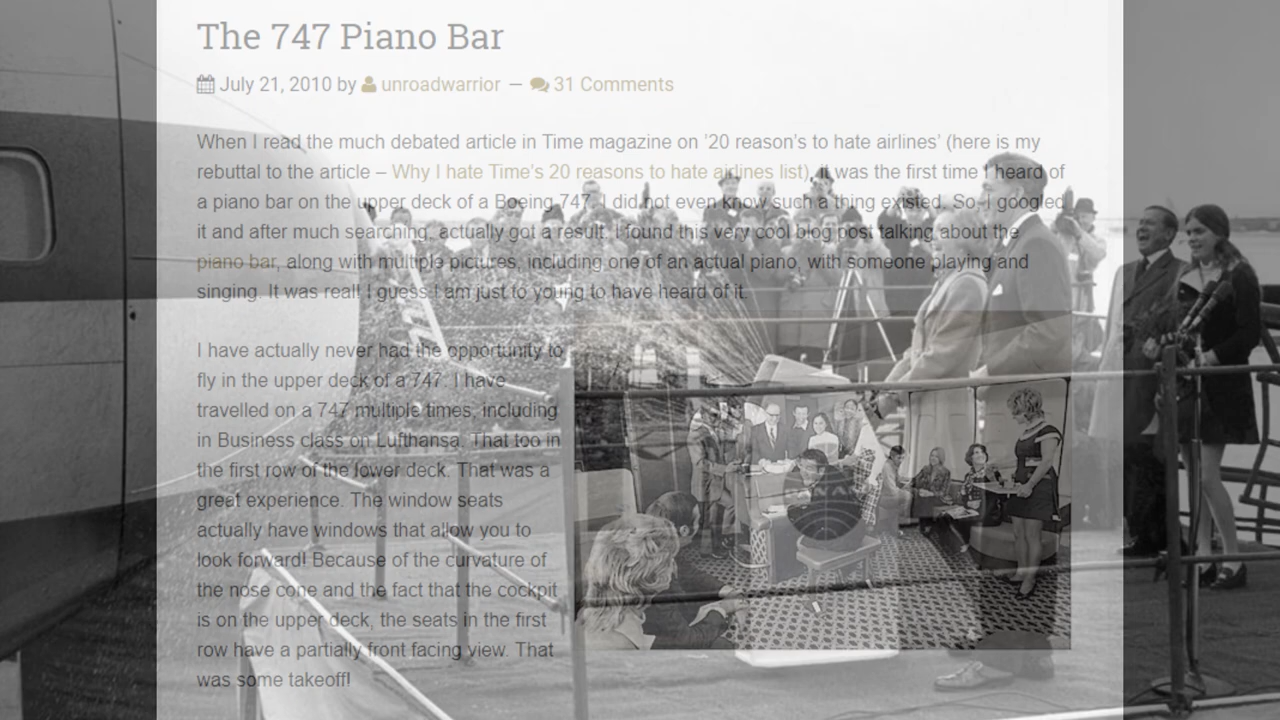 The 747 Piano Bar
July 21, 2010 by unroadwarrior — 31 Comments
When I read the much debated article in Time magazine on '20 reason's to hate airlines' (here is my
rebuttal to the article – Why I hate Time's 20 reasons to hate airlines list), it was the first time I heard of
a piano bar on the upper deck of a Boeing 747. I did not even know such a thing existed. So, I googled
it and after much searching, actually got a result. I found this very cool blog post talking about the
piano bar, along with multiple pictures, including one of an actual piano, with someone playing and
singing. It was real! I guess I am just to young to have heard of it.
I have actually never had the opportunity to
fly in the upper deck of a 747. I have
travelled on a 747 multiple times, including
in Business class on Lufthansa. That too in
the first row of the lower deck. That was a
great experience. The window seats
actually have windows that allow you to
look forward! Because of the curvature of
the nose cone and the fact that the cockpit
is on the upper deck, the seats in the first
row have a partially front facing view. That
was some takeoff!